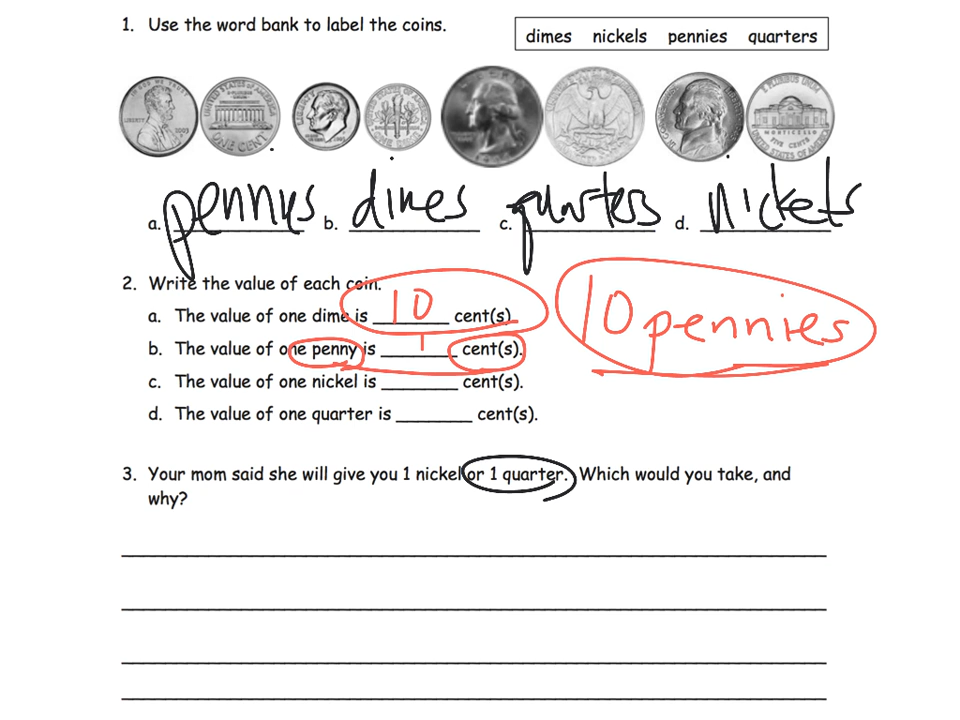 1. Use the word bank to label the coins.
dimes nickels pennies quarters
a. pennys b. dimes c. quarters d. nickels
2. Write the value of each coin.
a. The value of one dime is 10 cent(s).
10 pennies
b. The value of one penny is 1 cent(s).
c. The value of one nickel is ________ cent(s).
d. The value of one quarter is ________ cent(s).
3. Your mom said she will give you 1 nickel or 1 quarter. Which would you take, and
why?